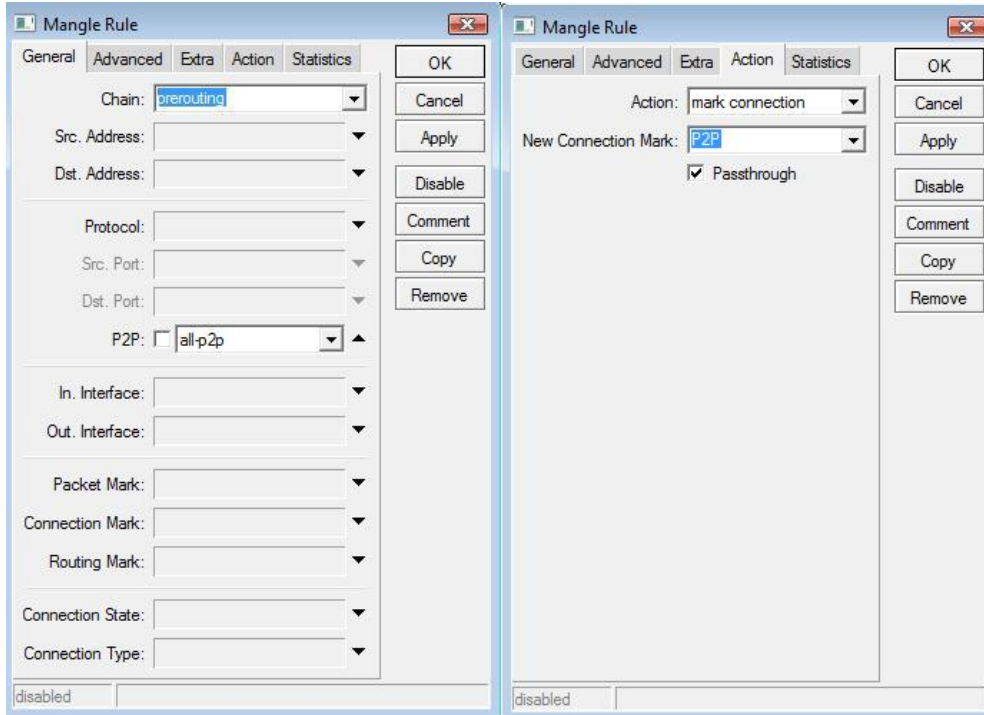 Mangle Rule
General Advanced Extra Action Statistics
Chain: prerouting
Src. Address:
Dst. Address:
Protocol:
Src. Port:
Dst. Port:
P2P: all-p2p
In. Interface:
Out. Interface:
Packet Mark:
Connection Mark:
Routing Mark:
Connection State:
Connection Type:
OK
Cancel
Apply
Disable
Comment
Copy
Remove
disabled
Mangle Rule
General Advanced Extra Action Statistics
Action: mark connection
New Connection Mark: P2P
Passthrough
OK
Cancel
Apply
Disable
Comment
Copy
Remove
disabled